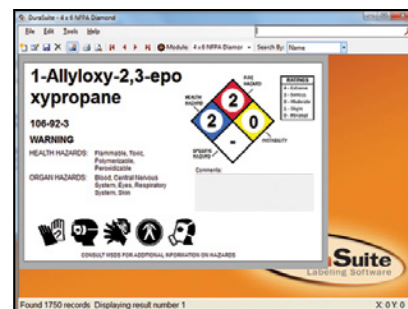 DuraSuite - 4 x 6 NFPA Diamond
File Edit Tools Help
Module: 4 x 6 NFPA Diamon Search By: Name
1-Allyloxy-2,3-epo
xypropane
106-92-3
WARNING
HEALTH HAZARDS: Flammable, Toxic,
Polymerizable,
Peroxidizable
ORGAN HAZARDS: Blood, Central Nervous
System, Eyes, Respiratory
System, Skin
FIRE
HAZARD
HEALTH
HAZARD
2
2
0
-
INSTABILITY
SPECIFIC
HAZARD
RATINGS
4 - Extreme
3 - Serious
2 - Moderate
1 - Slight
0 - Minimal
Comments:
CONSULT MSDS FOR ADDITIONAL INFORMATION ON HAZARDS
Suite
Labeling Software
Found 1750 records Displaying result number 1 X: 0 Y: 0